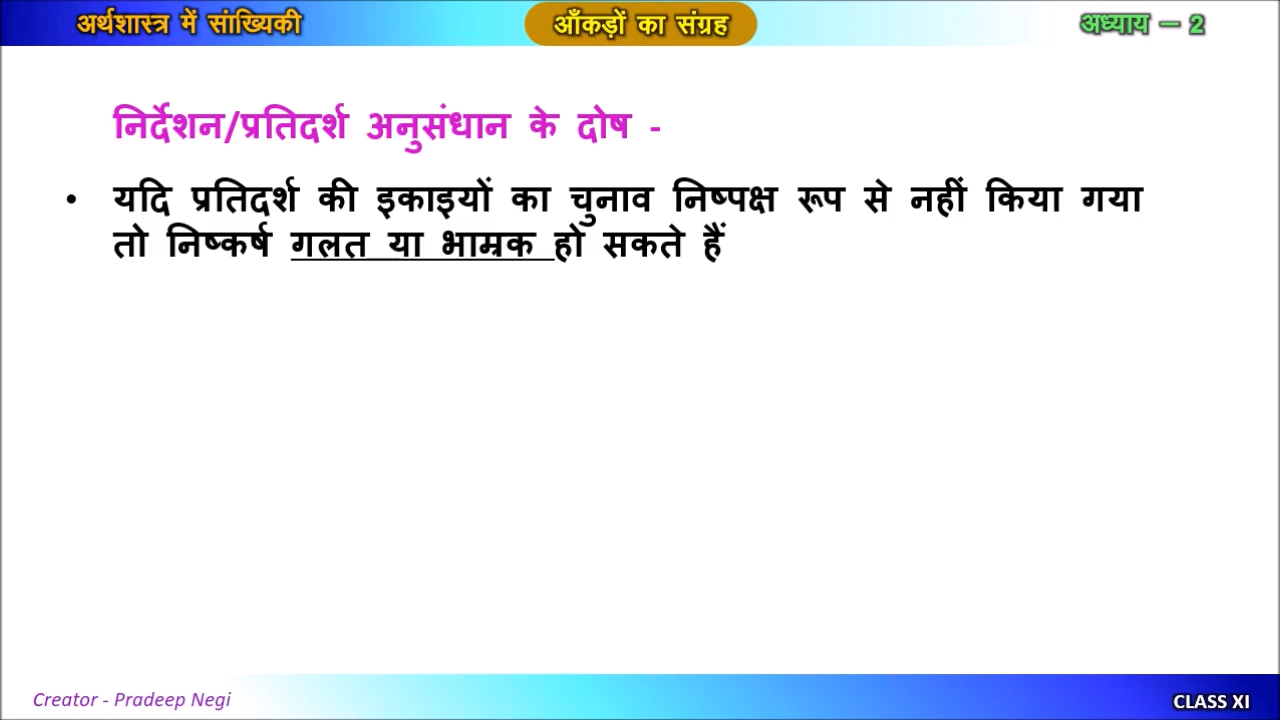 अर्थशास्त्र में सांख्यिकी
आँकड़ों का संग्रह
अध्याय – 2
निर्देशन/प्रतिदर्श अनुसंधान के दोष -
• यदि प्रतिदर्श की इकाइयों का चुनाव निष्पक्ष रूप से नहीं किया गया
तो निष्कर्ष गलत या भाम्रक हो सकते हैं
Creator - Pradeep Negi
CLASS XI